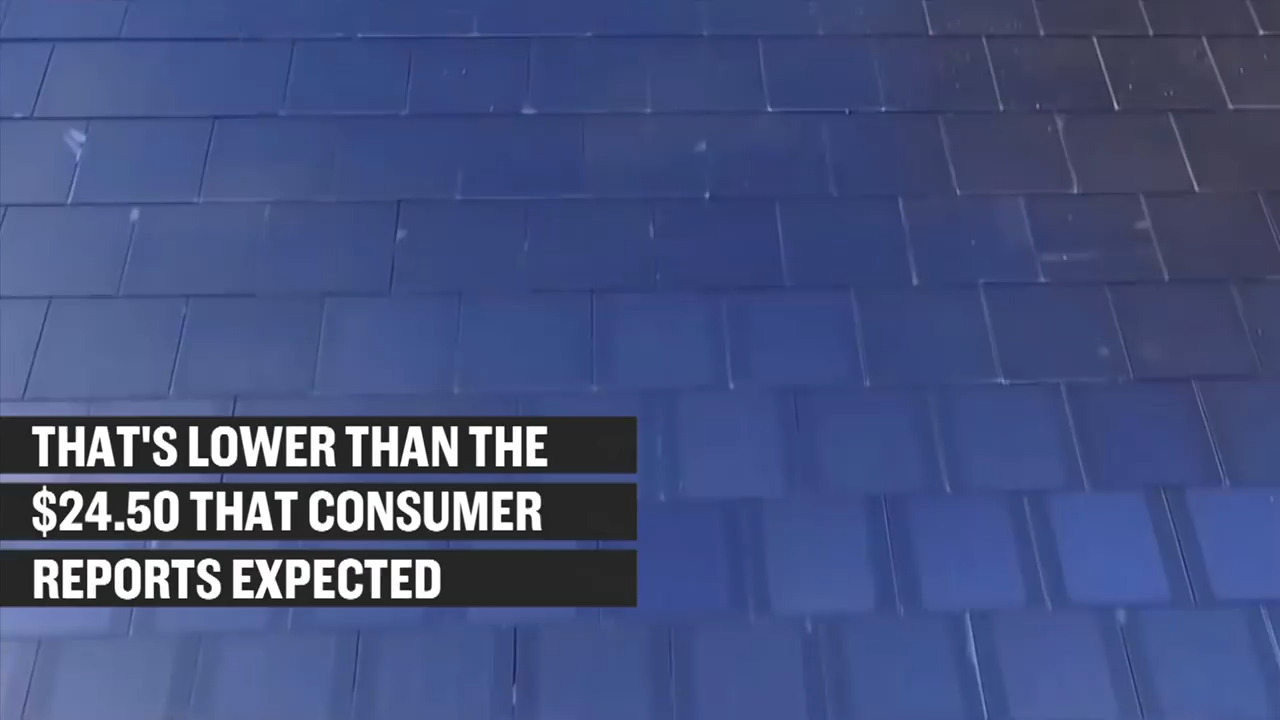 THAT'S LOWER THAN THE
$24.50 THAT CONSUMER
REPORTS EXPECTED